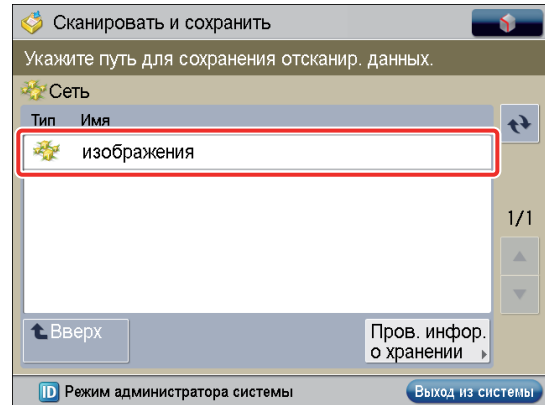 Сканировать и сохранить
Укажите путь для сохранения отсканир. данных.
Сеть
Тип Имя
изображения
1/1
Вверх
Пров. инфор.
о хранении
ID Режим администратора системы
Выход из системы